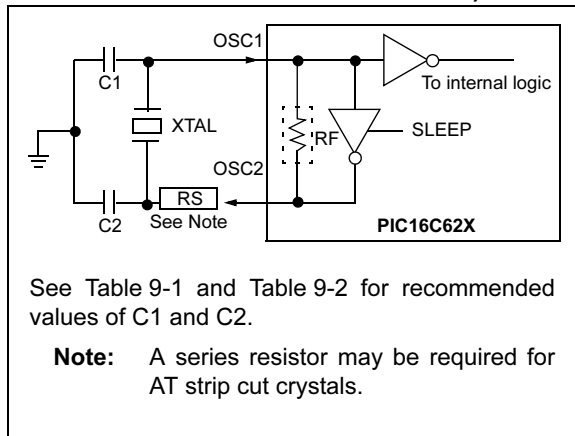 OSC1
C1
To internal logic
XTAL
RF
SLEEP
OSC2
RS
C2
See Note
PIC16C62X
See Table 9-1 and Table 9-2 for recommended
values of C1 and C2.
Note: A series resistor may be required for
AT strip cut crystals.